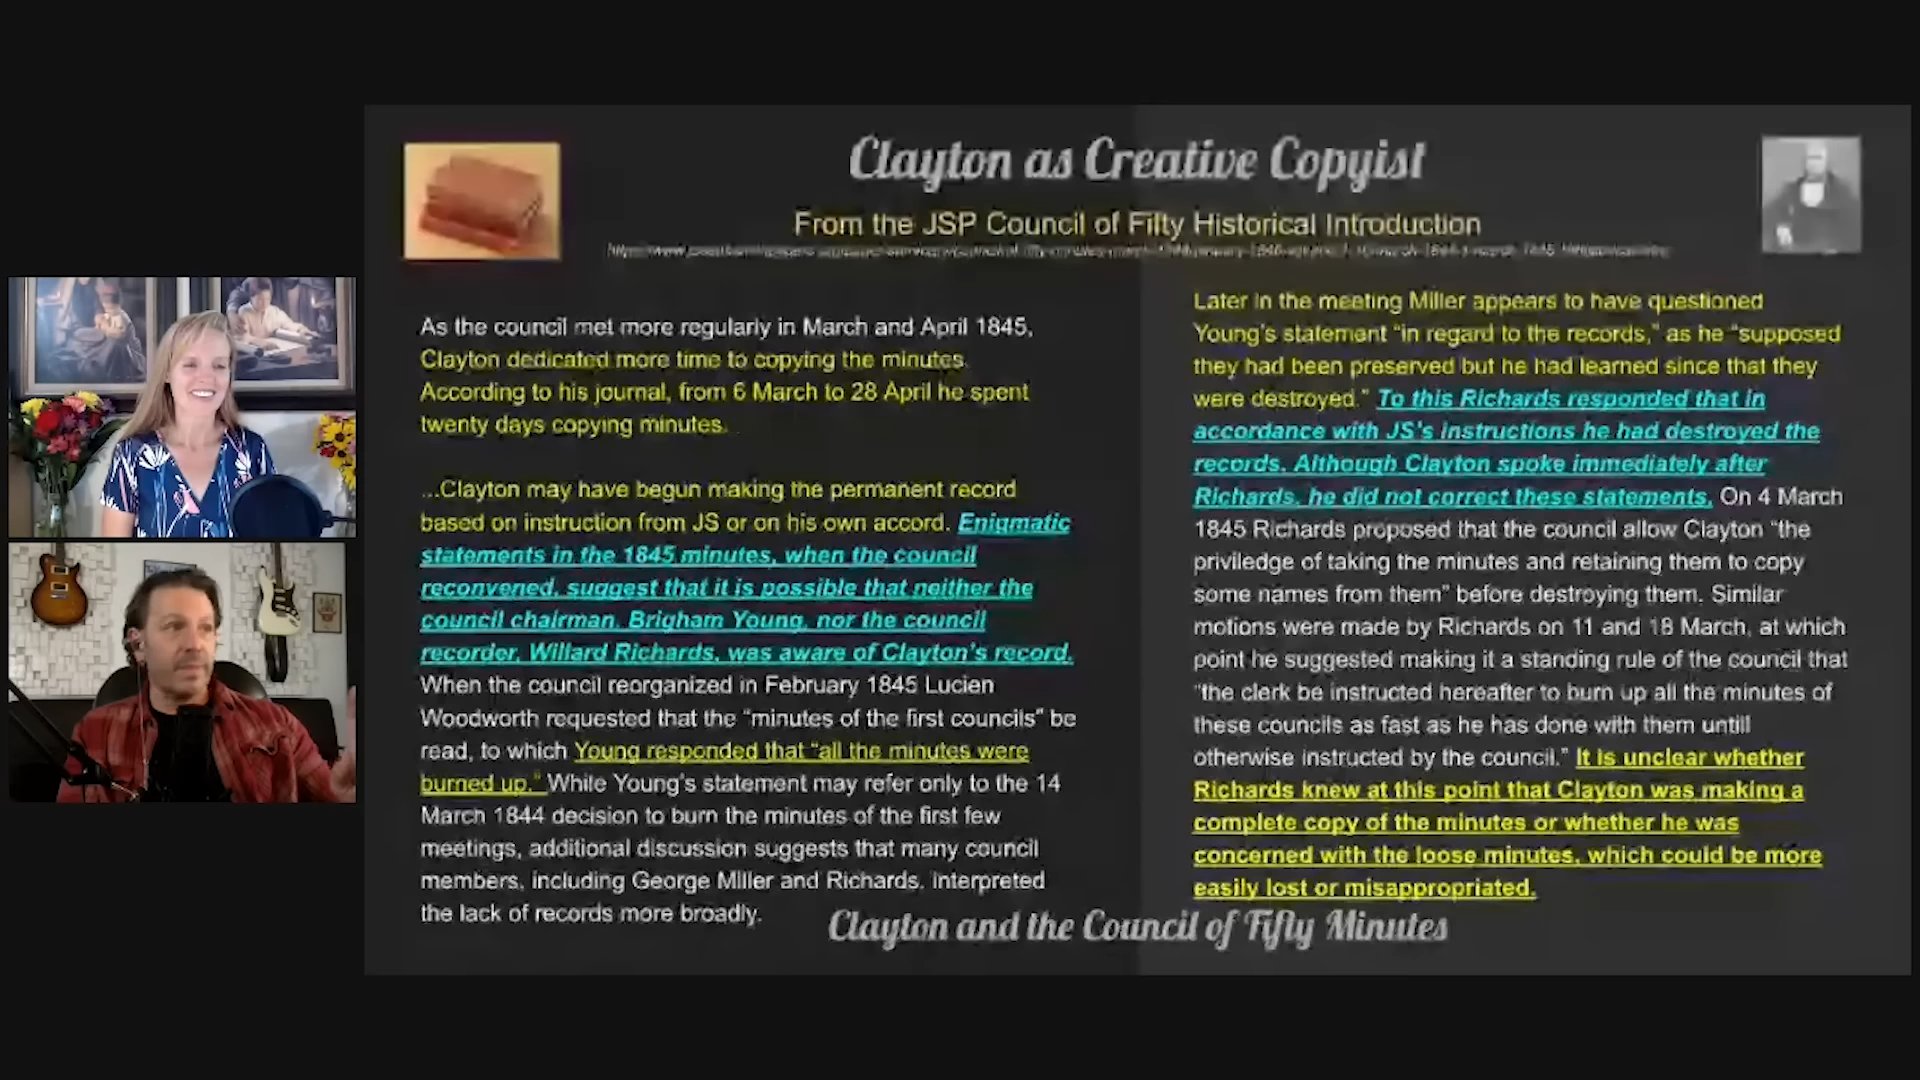 Clayton as Creative Copyist
From the JSP Council of Fifty Historical Introduction
As the council met more regularly in March and April 1845,
Clayton dedicated more time to copying the minutes.
According to his journal, from 6 March to 28 April he spent
twenty days copying minutes.
...Clayton may have begun making the permanent record
based on instruction from JS or on his own accord. Enigmatic
statements in the 1845 minutes, when the council
reconvened, suggest that it is possible that neither the
council chairman, Brigham Young, nor the council
recorder, Willard Richards, was aware of Clayton's record.
When the council reorganized in February 1845 Lucien
Woodworth requested that the "minutes of the first councils" be
read, to which Young responded that "all the minutes were
burned up." While Young's statement may refer only to the 14
March 1844 decision to burn the minutes of the first few
meetings, additional discussion suggests that many council
members, including George Miller and Richards, interpreted
the lack of records more broadly.
Later in the meeting Miller appears to have questioned
Young's statement "in regard to the records," as he "supposed
they had been preserved but he had learned since that they
were destroyed." To this Richards responded that in
accordance with JS's instructions he had destroyed the
records. Although Clayton spoke immediately after
Richards, he did not correct these statements. On 4 March
1845 Richards proposed that the council allow Clayton "the
priviledge of taking the minutes and retaining them to copy
some names from them" before destroying them. Similar
motions were made by Richards on 11 and 18 March, at which
point he suggested making it a standing rule of the council that
"the clerk be instructed hereafter to burn up all the minutes of
these councils as fast as he has done with them untill
otherwise instructed by the council." It is unclear whether
Richards knew at this point that Clayton was making a
complete copy of the minutes or whether he was
concerned with the loose minutes, which could be more
easily lost or misappropriated.
Clayton and the Council of Fifty Minutes